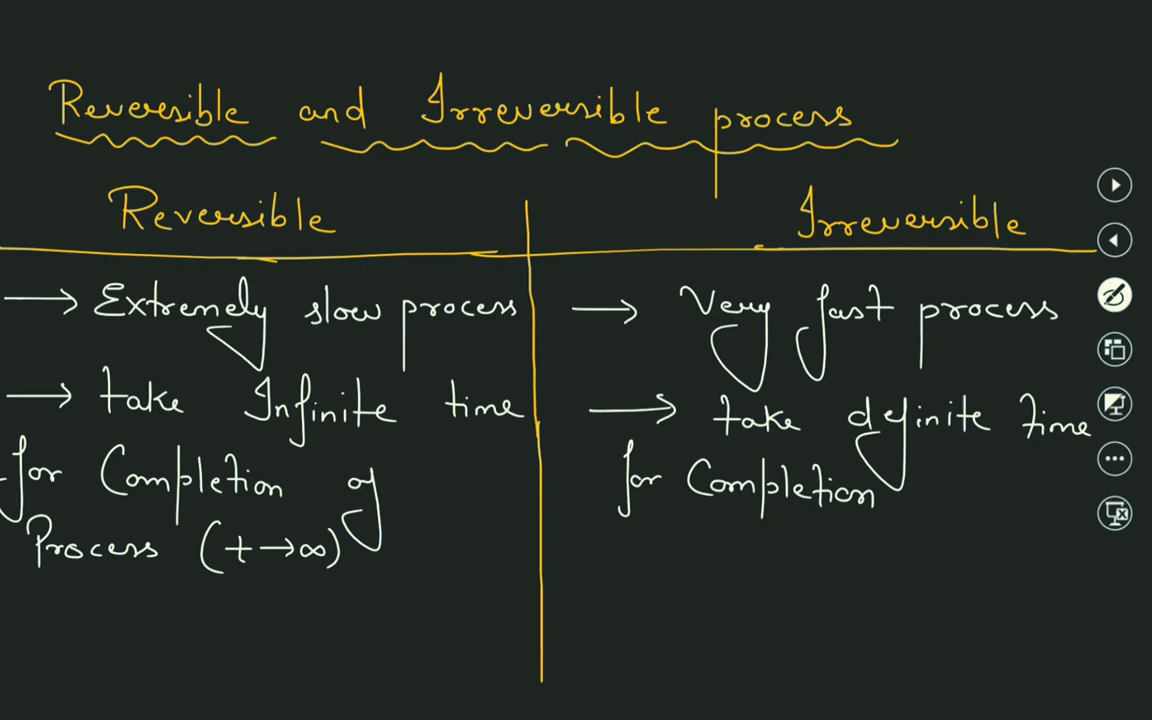 Reversible and Irreversible process
Reversible
Irreversible
→ Extremely slow process
→ take Infinite time
for Completion of
Process (t→∞)
→ Very fast process
→ take definite time
for Completion